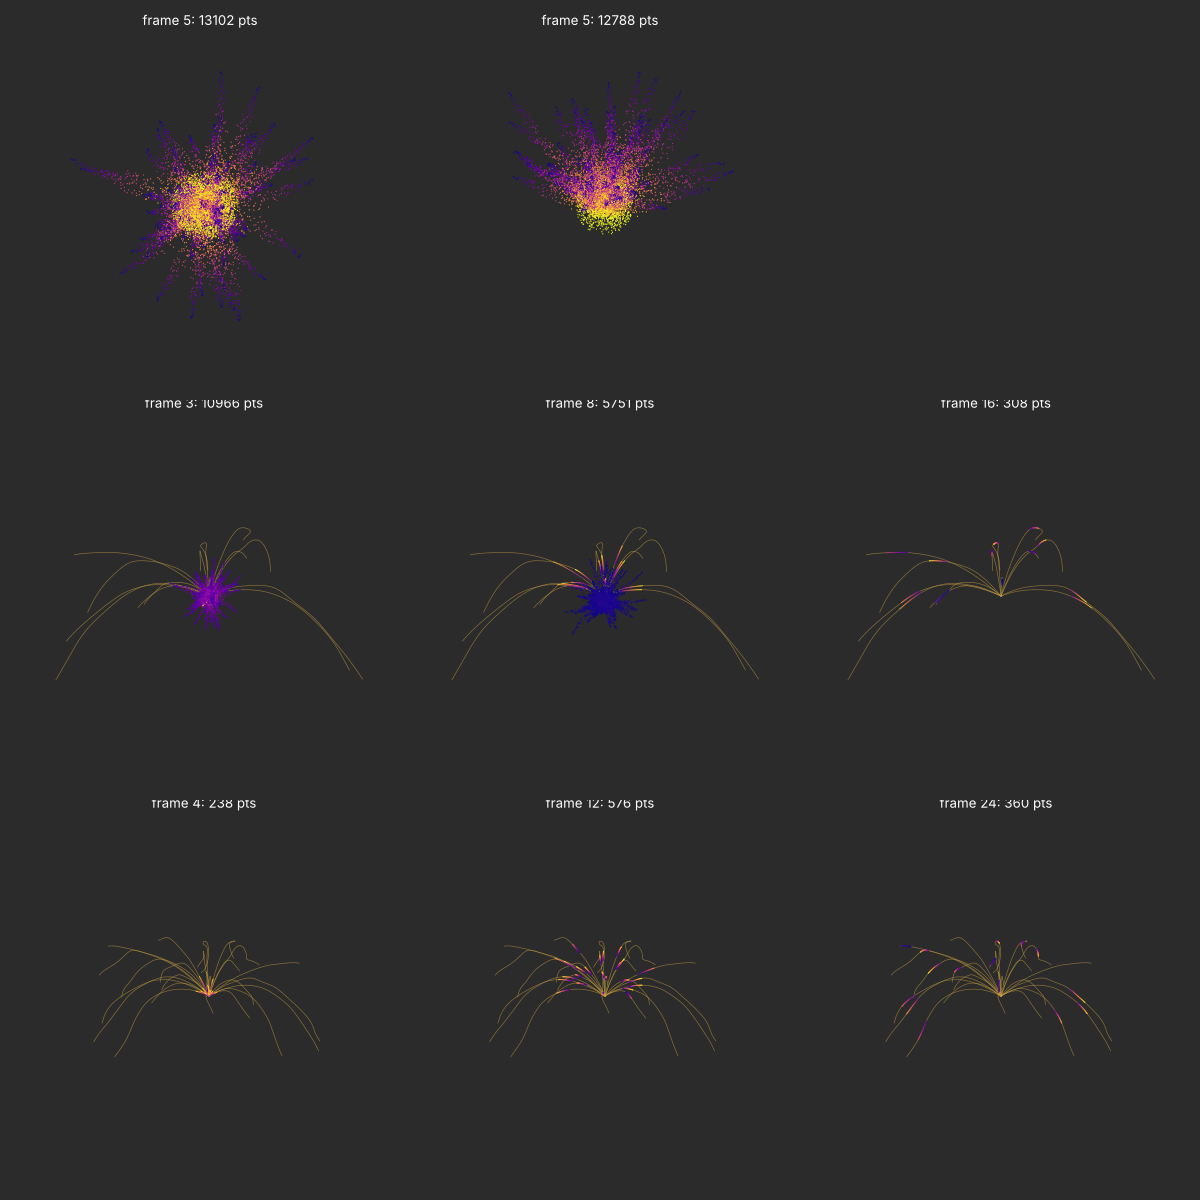 frame 5: 13102 pts
frame 5: 12788 pts
frame 3: 10966 pts
frame 8: 5751 pts
frame 16: 308 pts
frame 4: 238 pts
frame 12: 576 pts
frame 24: 360 pts